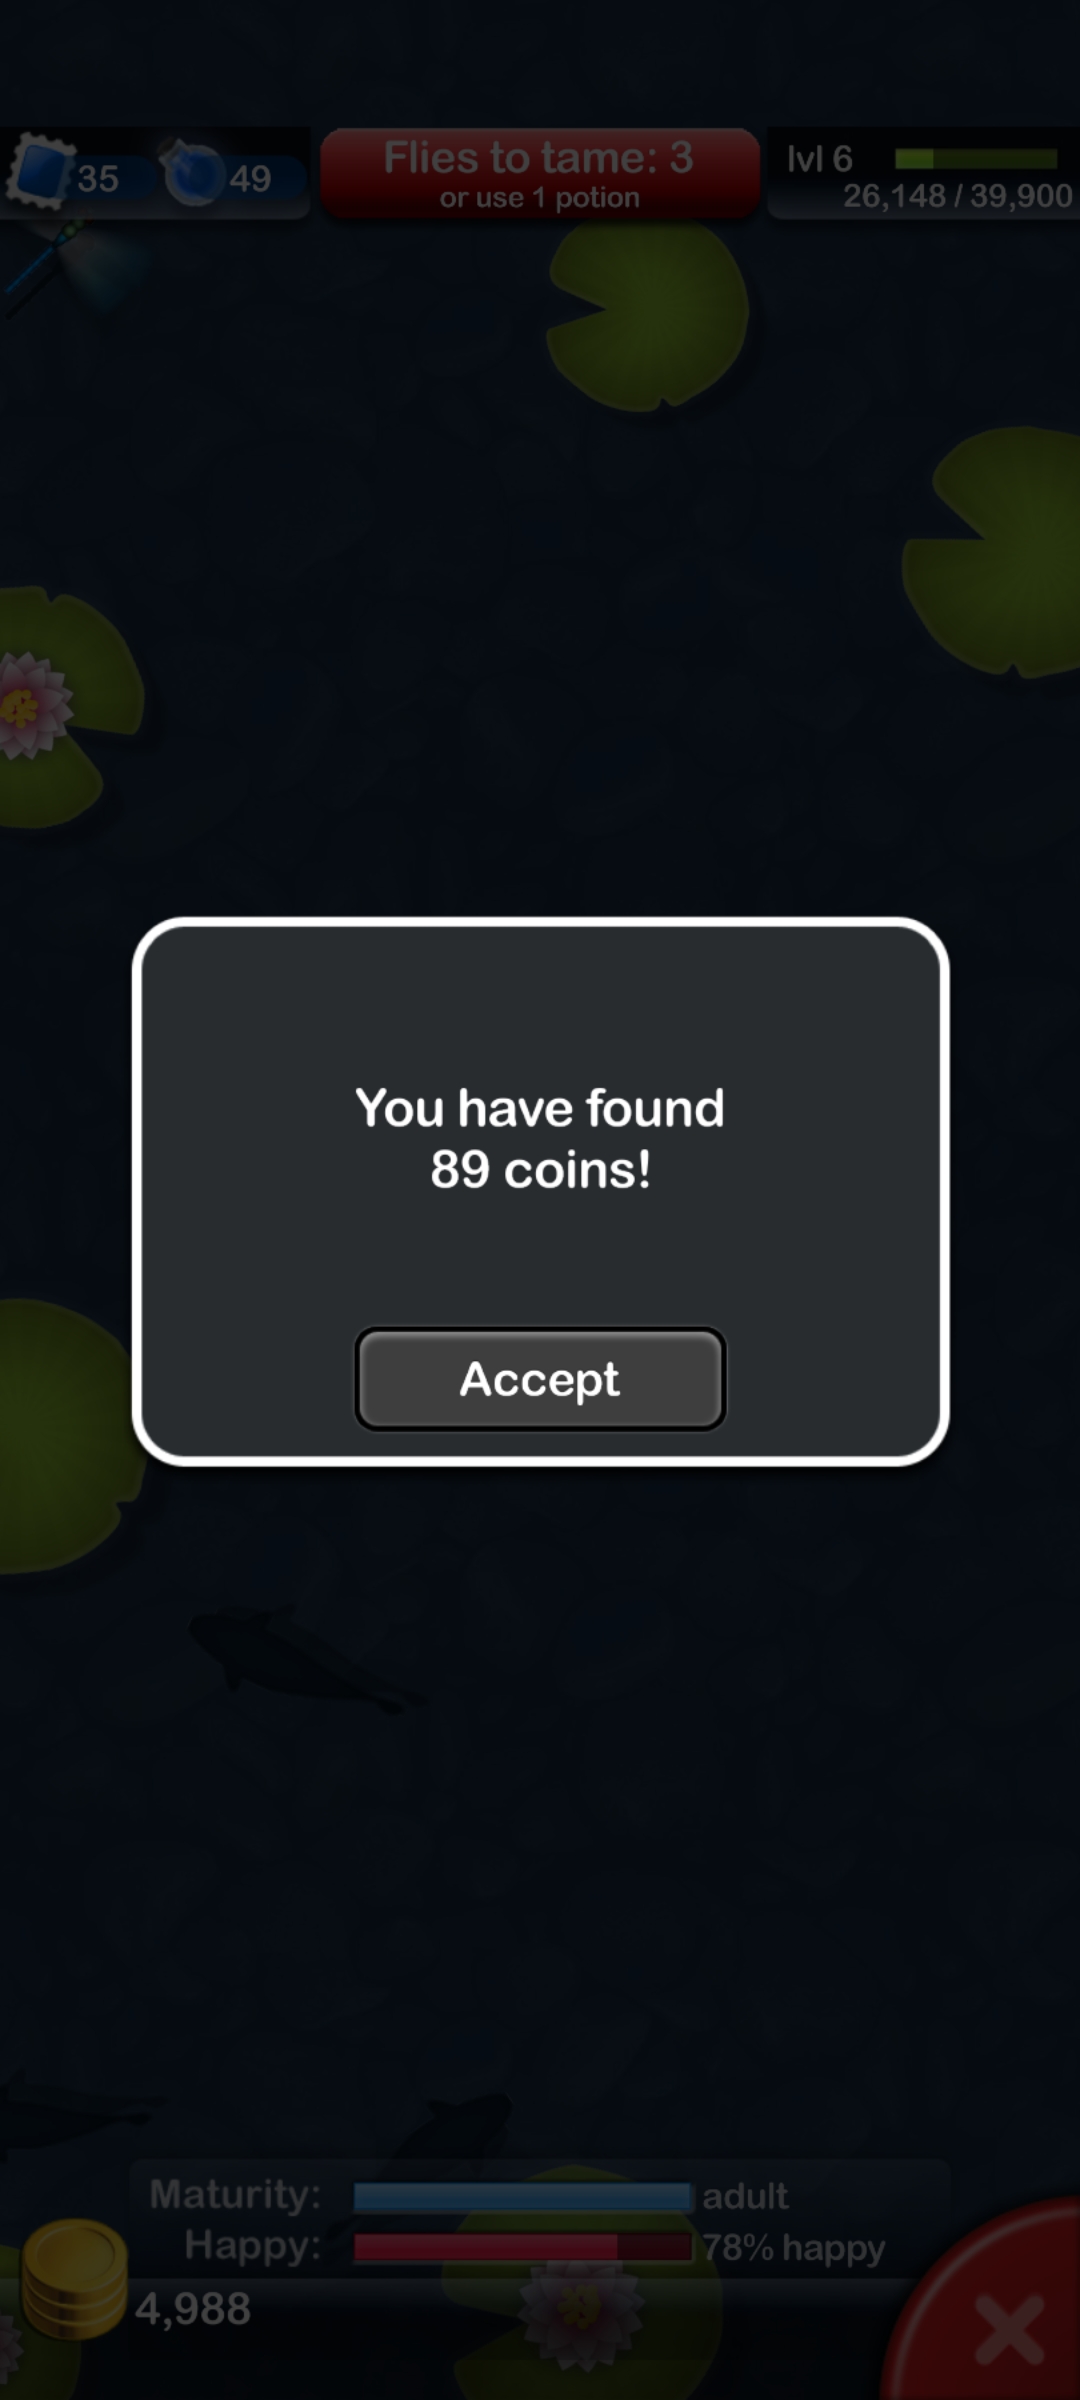 35
49
Flies to tame: 3
or use 1 potion
lvl 6
26,148 / 39,900
You have found
89 coins!
Accept
Maturity:
adult
Happy:
78% happy
4,988